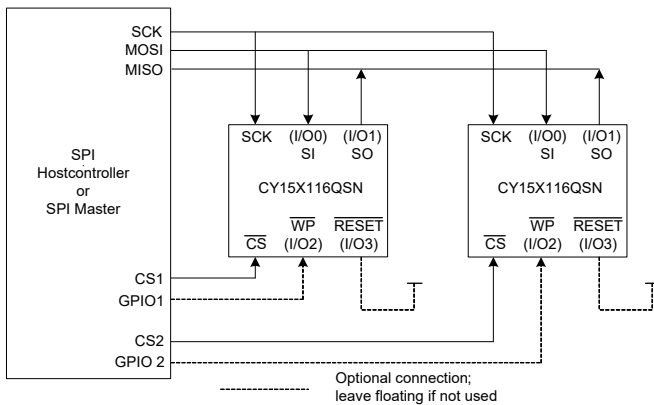 SCK
MOSI
MISO
SPI
Hostcontroller
or
SPI Master
CS1
GPIO1
CS2
GPIO 2
SCK (I/O0) (I/O1)
SI SO
CY15X116QSN
WP RESET
CS (I/O2) (I/O3)
SCK (I/O0) (I/O1)
SI SO
CY15X116QSN
WP RESET
CS (I/O2) (I/O3)
Optional connection;
leave floating if not used